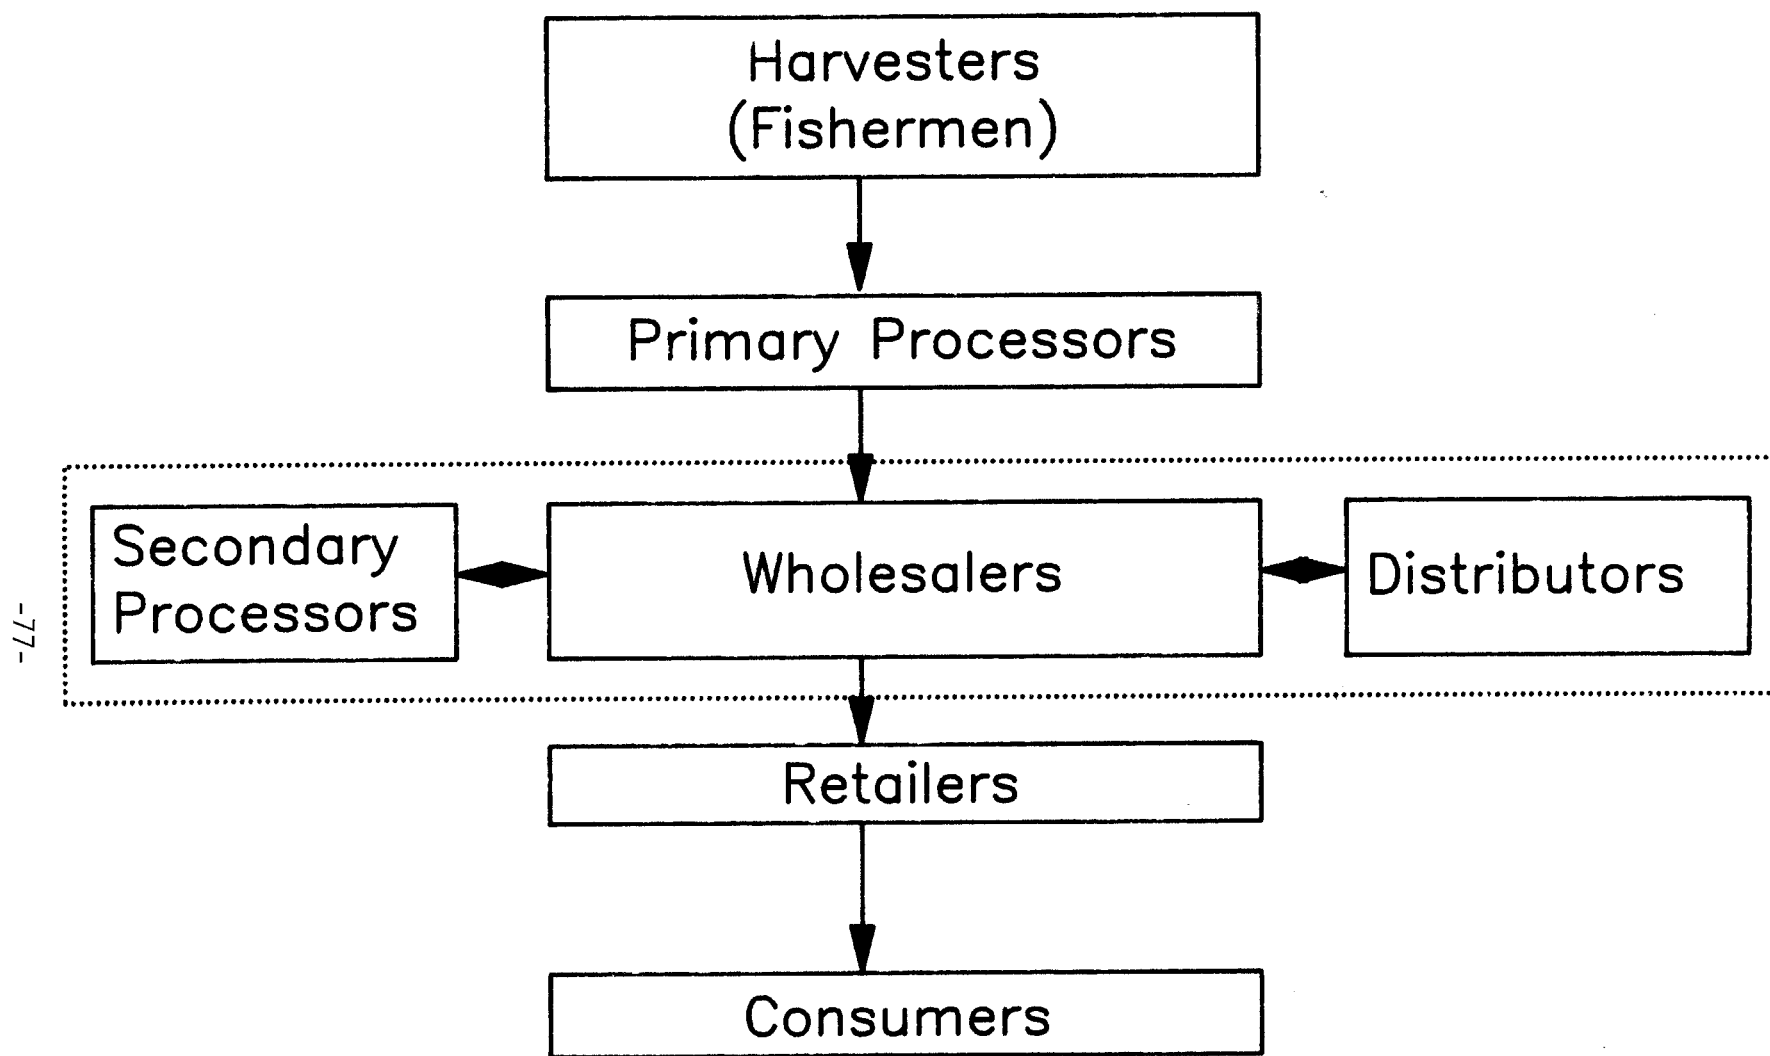 Harvesters
(Fishermen)
Primary Processors
Secondary
Processors
Wholesalers
Distributors
-77-
Retailers
Consumers